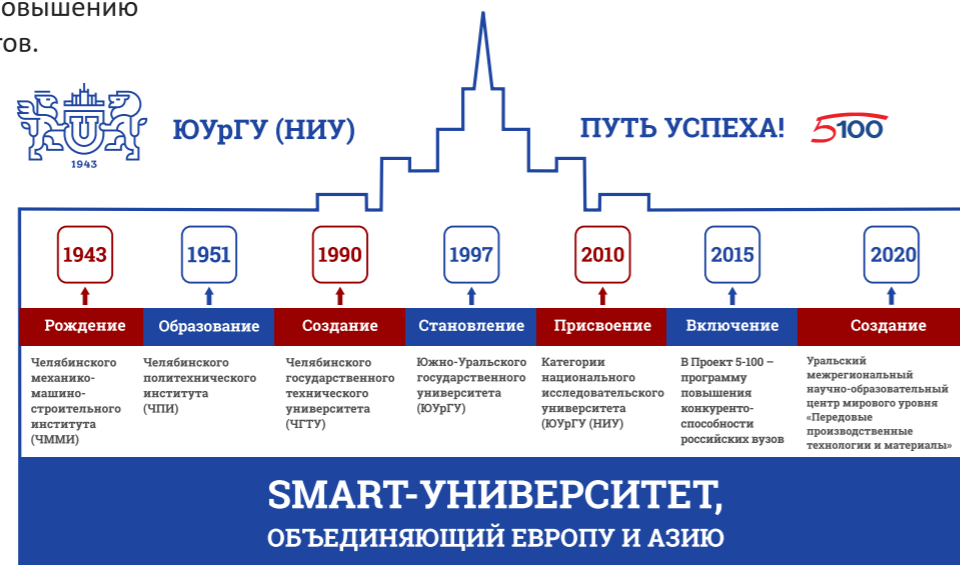 овышению
тов.
1943
ЮУрГУ (НИУ)
ПУТЬ УСПЕХА!
5100
1943
1951
1990
1997
2010
2015
2020
Рождение
Образование
Создание
Становление
Присвоение
Включение
Создание
Челябинского
механико-
машино-
строительного
института
(ЧММИ)
Челябинского
политехнического
института
(ЧПИ)
Челябинского
государственного
технического
университета
(ЧГТУ)
Южно-Уральского
государственного
университета
(ЮУрГУ)
Категории
национального
исследовательского
университета
(ЮУрГУ (НИУ)
В Проект 5-100 –
программу
повышения
конкуренто-
способности
российских вузов
Уральский
межрегиональный
научно-образовательный
центр мирового уровня
«Передовые
производственные
технологии и материалы»
SMART-УНИВЕРСИТЕТ,
ОБЪЕДИНЯЮЩИЙ ЕВРОПУ И АЗИЮ